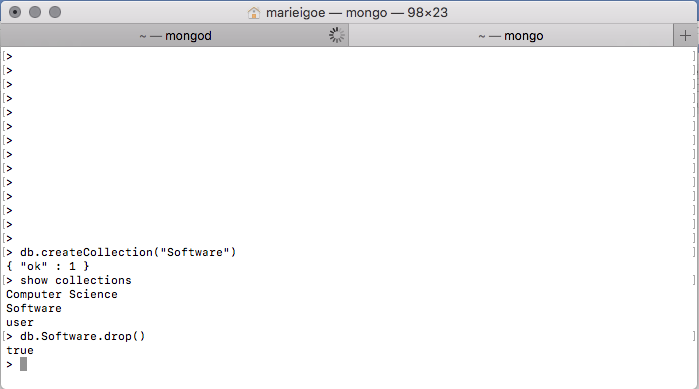 marieigoe — mongo — 98×23
~ — mongod
~ — mongo
+
[> ]
[> ]
[> ]
[> ]
[> ]
[> ]
[> ]
[> ]
[> ]
[> ]
[> ]
[> ]
[> ]
[> ]
[> db.createCollection("Software") ]
{ "ok" : 1 }
[> show collections ]
Computer Science
Software
user
[> db.Software.drop() ]
true
>